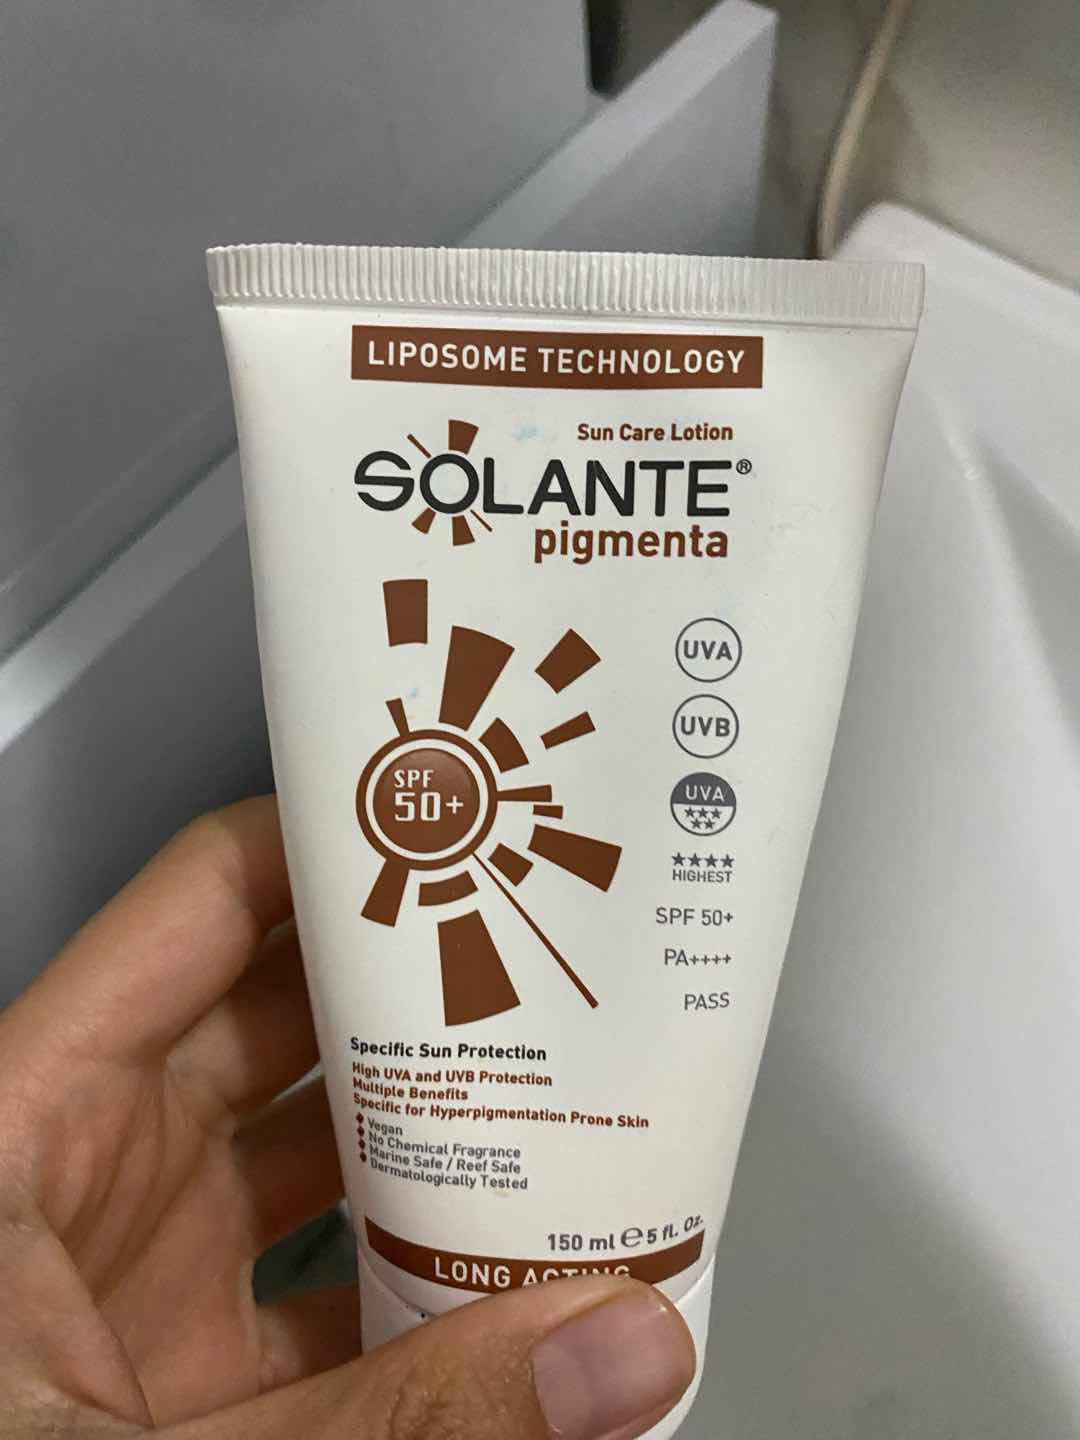 LIPOSOME TECHNOLOGY
Sun Care Lotion
SOLANTE®
pigmenta
UVA
UVB
UVA
★★★
★★
★★★★
HIGHEST
SPF
50+
SPF 50+
PA++++
PASS
Specific Sun Protection
High UVA and UVB Protection
Multiple Benefits
Specific for Hyperpigmentation Prone Skin
Vegan
No Chemical Fragrance
Marine Safe / Reef Safe
Dermatologically Tested
150 ml ℮ 5 fl. Oz.
LONG ACTING